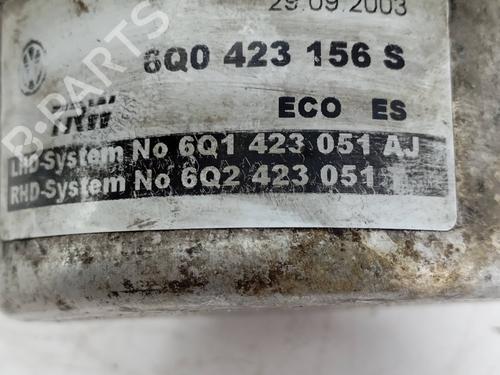 29.09.2003
6Q0 423 156 S
TRW ECO ES
LHD-System No 6Q1 423 051 AJ
RHD-System No 6Q2 423 051
B-PARTS